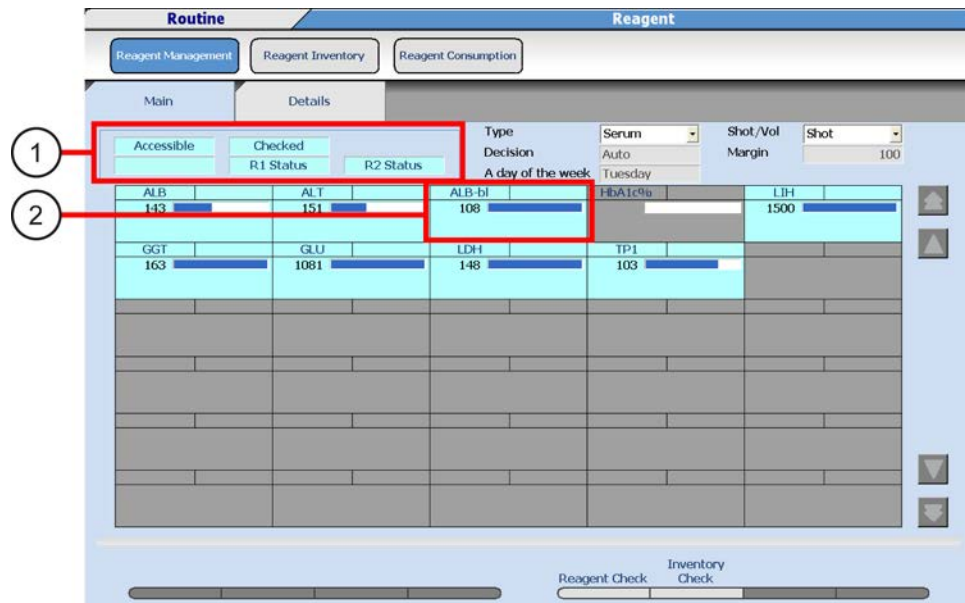 Routine Reagent
Reagent Management Reagent Inventory Reagent Consumption
Main Details
1
Accessible Checked
R1 Status R2 Status
Type Serum Shot/Vol Shot
Decision Auto Margin 100
A day of the week Tuesday
2
ALB ALT ALB-bl HbA1c% LIH
143 151 108 1500
GGT GLU LDH TP1
163 1081 148 103
Reagent Check Inventory Check